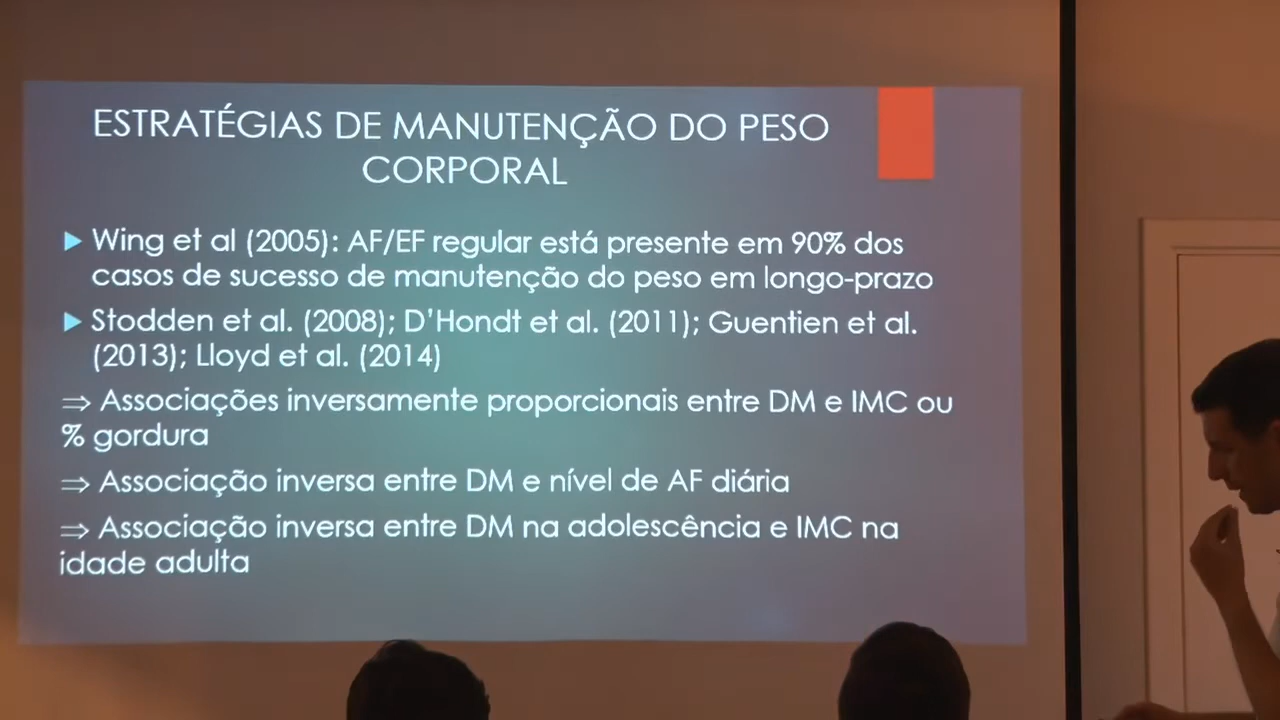 ESTRATÉGIAS DE MANUTENÇÃO DO PESO
CORPORAL
▶ Wing et al (2005): AF/EF regular está presente em 90% dos
casos de sucesso de manutenção do peso em longo-prazo
▶ Stodden et al. (2008); D'Hondt et al. (2011); Guentien et al.
(2013); Lloyd et al. (2014)
⇒ Associações inversamente proporcionais entre DM e IMC ou
% gordura
⇒ Associação inversa entre DM e nível de AF diária
⇒ Associação inversa entre DM na adolescência e IMC na
idade adulta